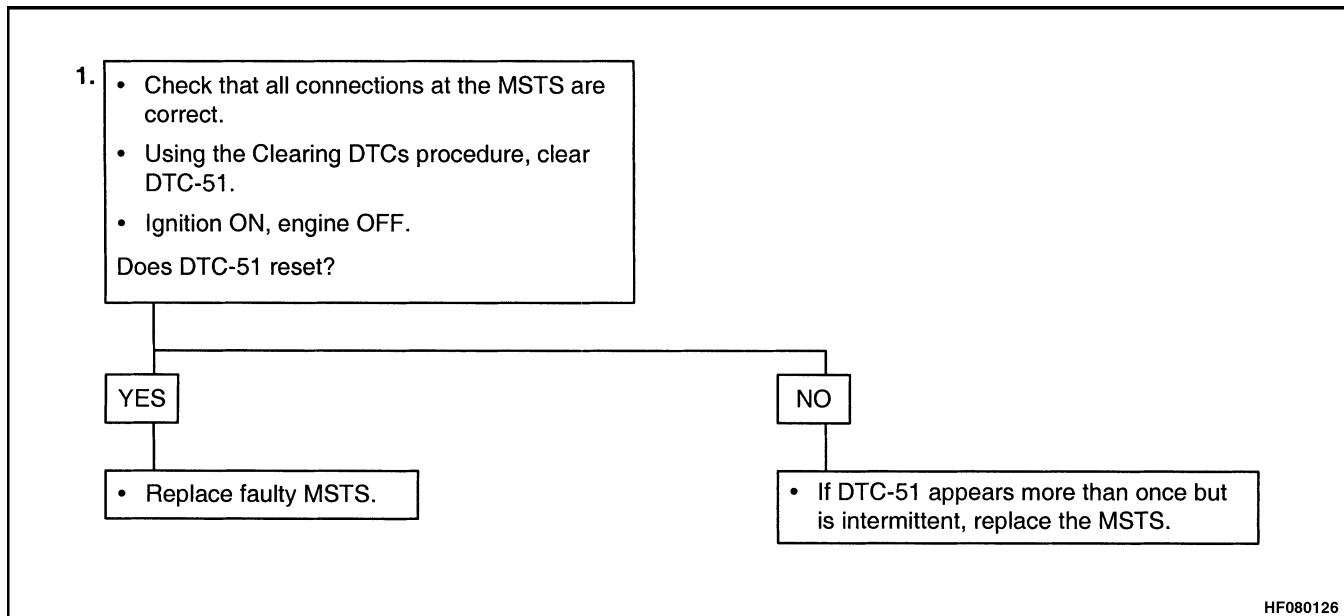 1.
• Check that all connections at the MSTS are
correct.
• Using the Clearing DTCs procedure, clear
DTC-51.
• Ignition ON, engine OFF.
Does DTC-51 reset?
YES
NO
• Replace faulty MSTS.
• If DTC-51 appears more than once but
is intermittent, replace the MSTS.
HF080126